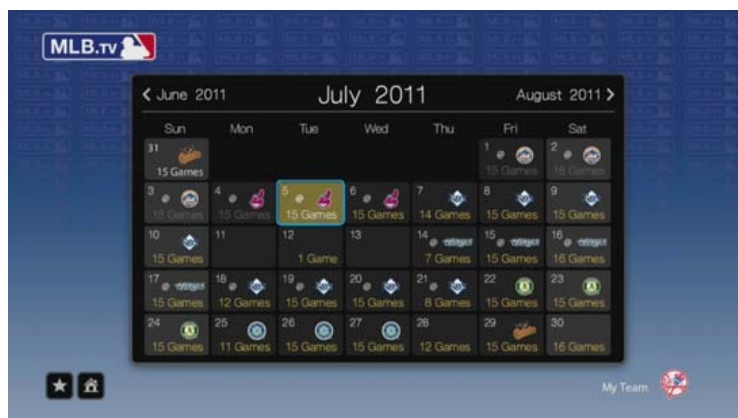 MLB.TV
June 2011
July 2011
August 2011
Sun Mon Tue Wed Thu Fri Sat
31 1 @ 2 @
15 Games 15 Games 16 Games
3 @ 4 @ 5 @ 6 @ 7 8 9
15 Games 15 Games 15 Games 15 Games 14 Games 15 Games 15 Games
10 11 12 13 14 @ 15 @ 16 @
15 Games 1 Game 7 Games 15 Games 16 Games
17 @ 18 @ 19 @ 20 @ 21 @ 22 23
15 Games 12 Games 15 Games 15 Games 8 Games 15 Games 15 Games
24 25 26 27 28 29 30
15 Games 11 Games 15 Games 15 Games 12 Games 15 Games 16 Games
My Team